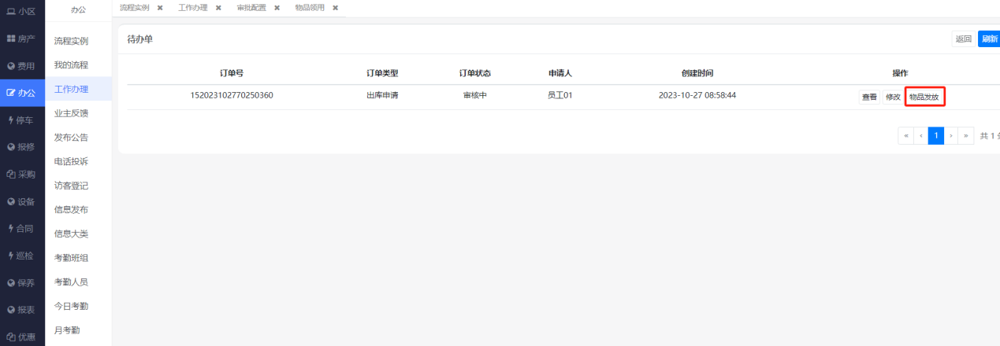 小区
房产
费用
办公
停车
报修
采购
设备
合同
巡检
保养
报表
优惠
办公
流程实例
我的流程
工作办理
业主反馈
发布公告
电话投诉
访客登记
信息发布
信息大类
考勤班组
考勤人员
今日考勤
月考勤
流程实例 ✖ 工作办理 ✖ 审批配置 ✖ 物品领用 ✖
待办单 返回 刷新
订单号 订单类型 订单状态 申请人 创建时间 操作
152023102770250360 出库申请 审核中 员工01 2023-10-27 08:58:44 查看 修改 物品发放
« ‹ 1 › » 共 1